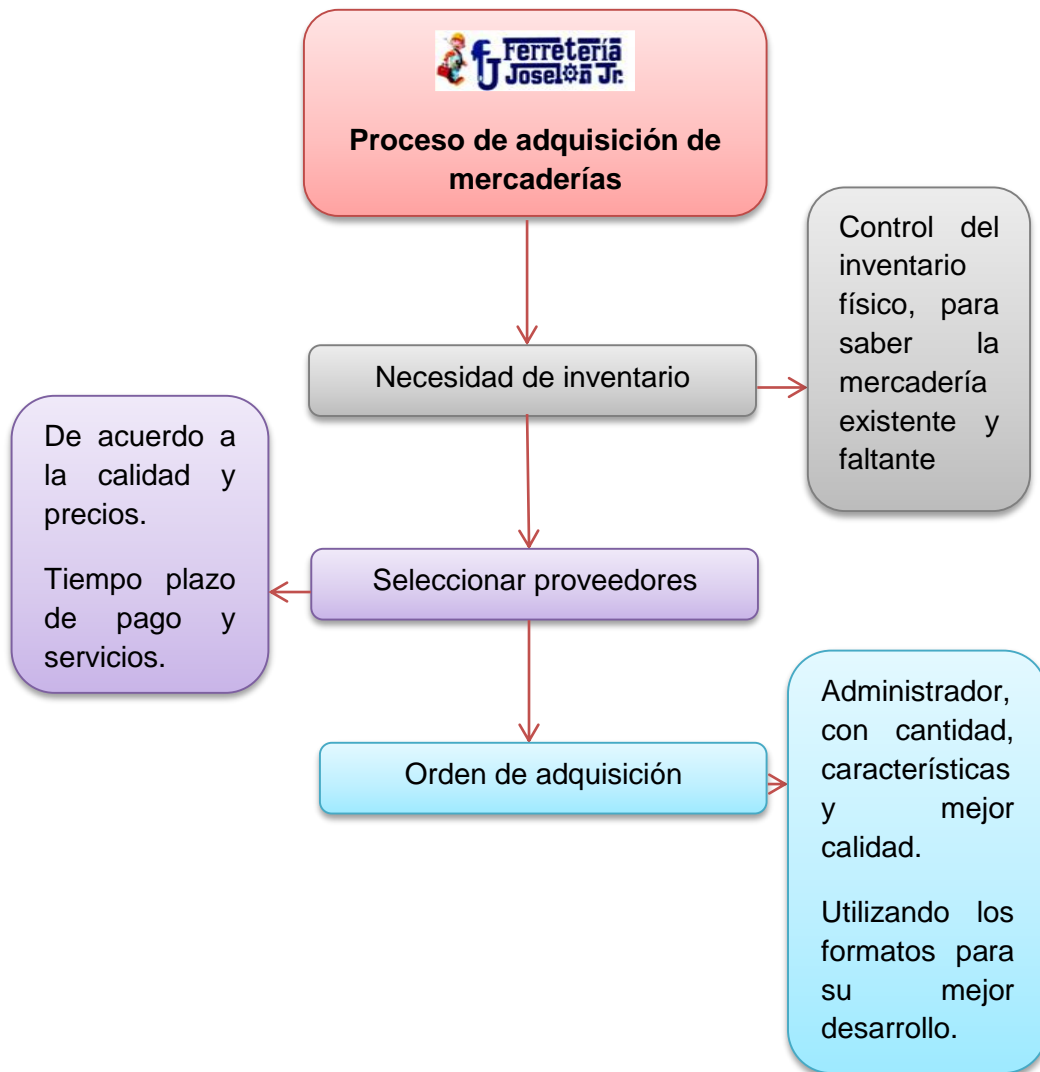 FJ Ferretería
Joselón Jr.
Proceso de adquisición de
mercaderías
Control del
inventario
físico, para
saber la
mercadería
existente y
faltante
Necesidad de inventario
De acuerdo a
la calidad y
precios.
Tiempo plazo
de pago y
servicios.
Seleccionar proveedores
Administrador,
con cantidad,
características
y mejor
calidad.
Utilizando los
formatos para
su mejor
desarrollo.
Orden de adquisición